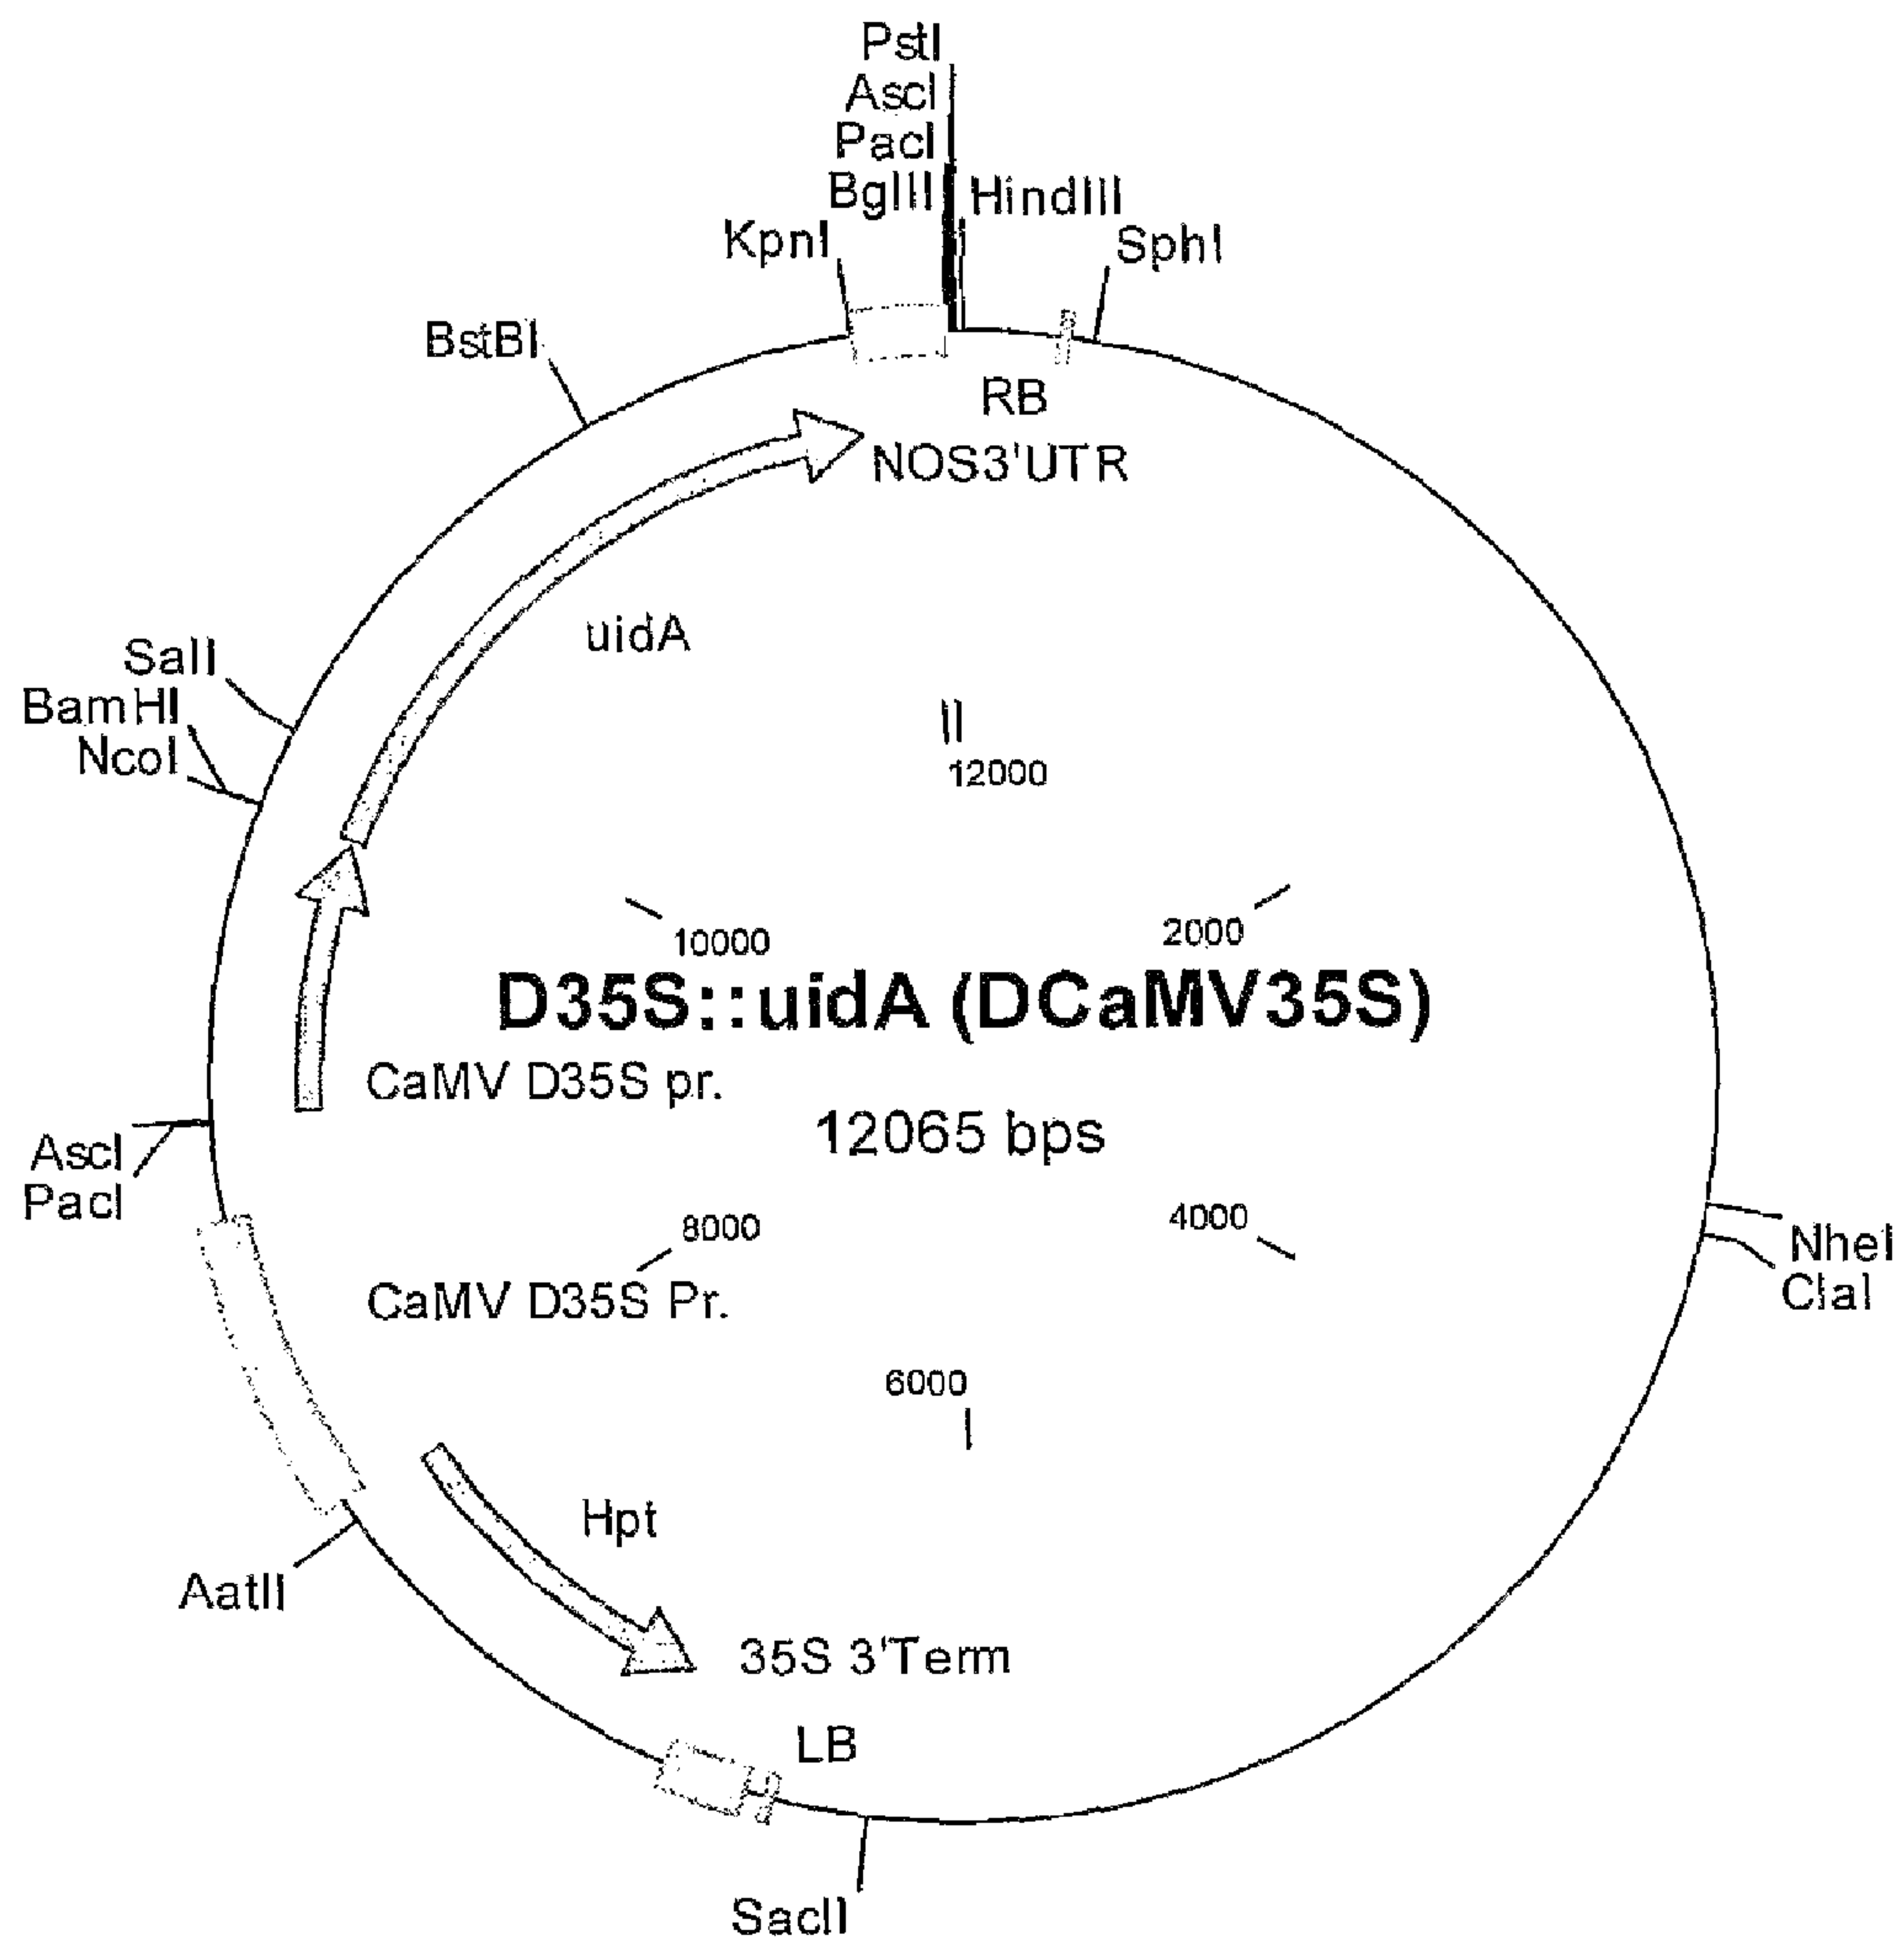 PstI
AscI
PacI
BglII
HindIII
KpnI
SphI
BstBI
RB
NOS3'UTR
uidA
SalI
BamHI
NcoI
12000
10000
2000
D35S::uidA (DCaMV35S)
CaMV D35S pr.
12065 bps
AscI
PacI
8000
4000
NheI
ClaI
CaMV D35S Pr.
6000
Hpt
AatII
35S 3'Term
LB
SacII